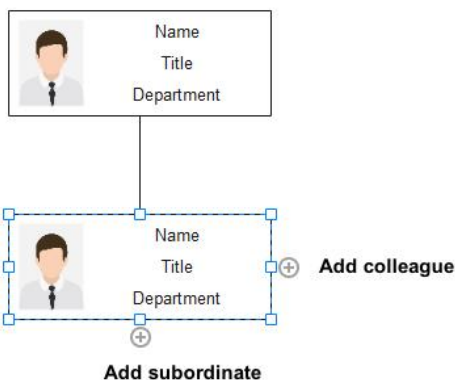 Name
Title
Department
Name
Title
Department
Add colleague
Add subordinate